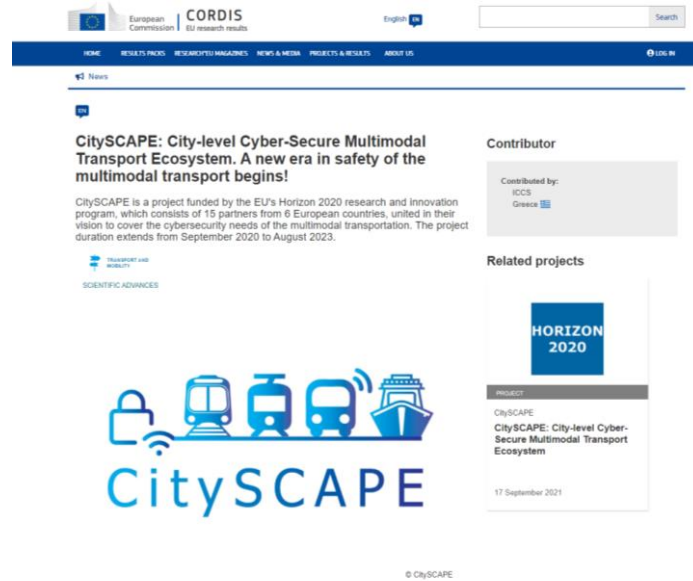 European Commission
CORDIS
EU research results
English EN
Search
HOME RESULTS PACKS RESEARCH*EU MAGAZINES NEWS & MEDIA PROJECTS & RESULTS ABOUT US LOG IN
News
EN
CitySCAPE: City-level Cyber-Secure Multimodal
Transport Ecosystem. A new era in safety of the
multimodal transport begins!
CitySCAPE is a project funded by the EU's Horizon 2020 research and innovation
program, which consists of 15 partners from 6 European countries, united in their
vision to cover the cybersecurity needs of the multimodal transportation. The project
duration extends from September 2020 to August 2023.
TRANSPORT AND
MOBILITY
SCIENTIFIC ADVANCES
CitySCAPE
© CitySCAPE
Contributor
Contributed by:
ICCS
Greece
Related projects
HORIZON
2020
PROJECT
CitySCAPE
CitySCAPE: City-level Cyber-
Secure Multimodal Transport
Ecosystem
17 September 2021